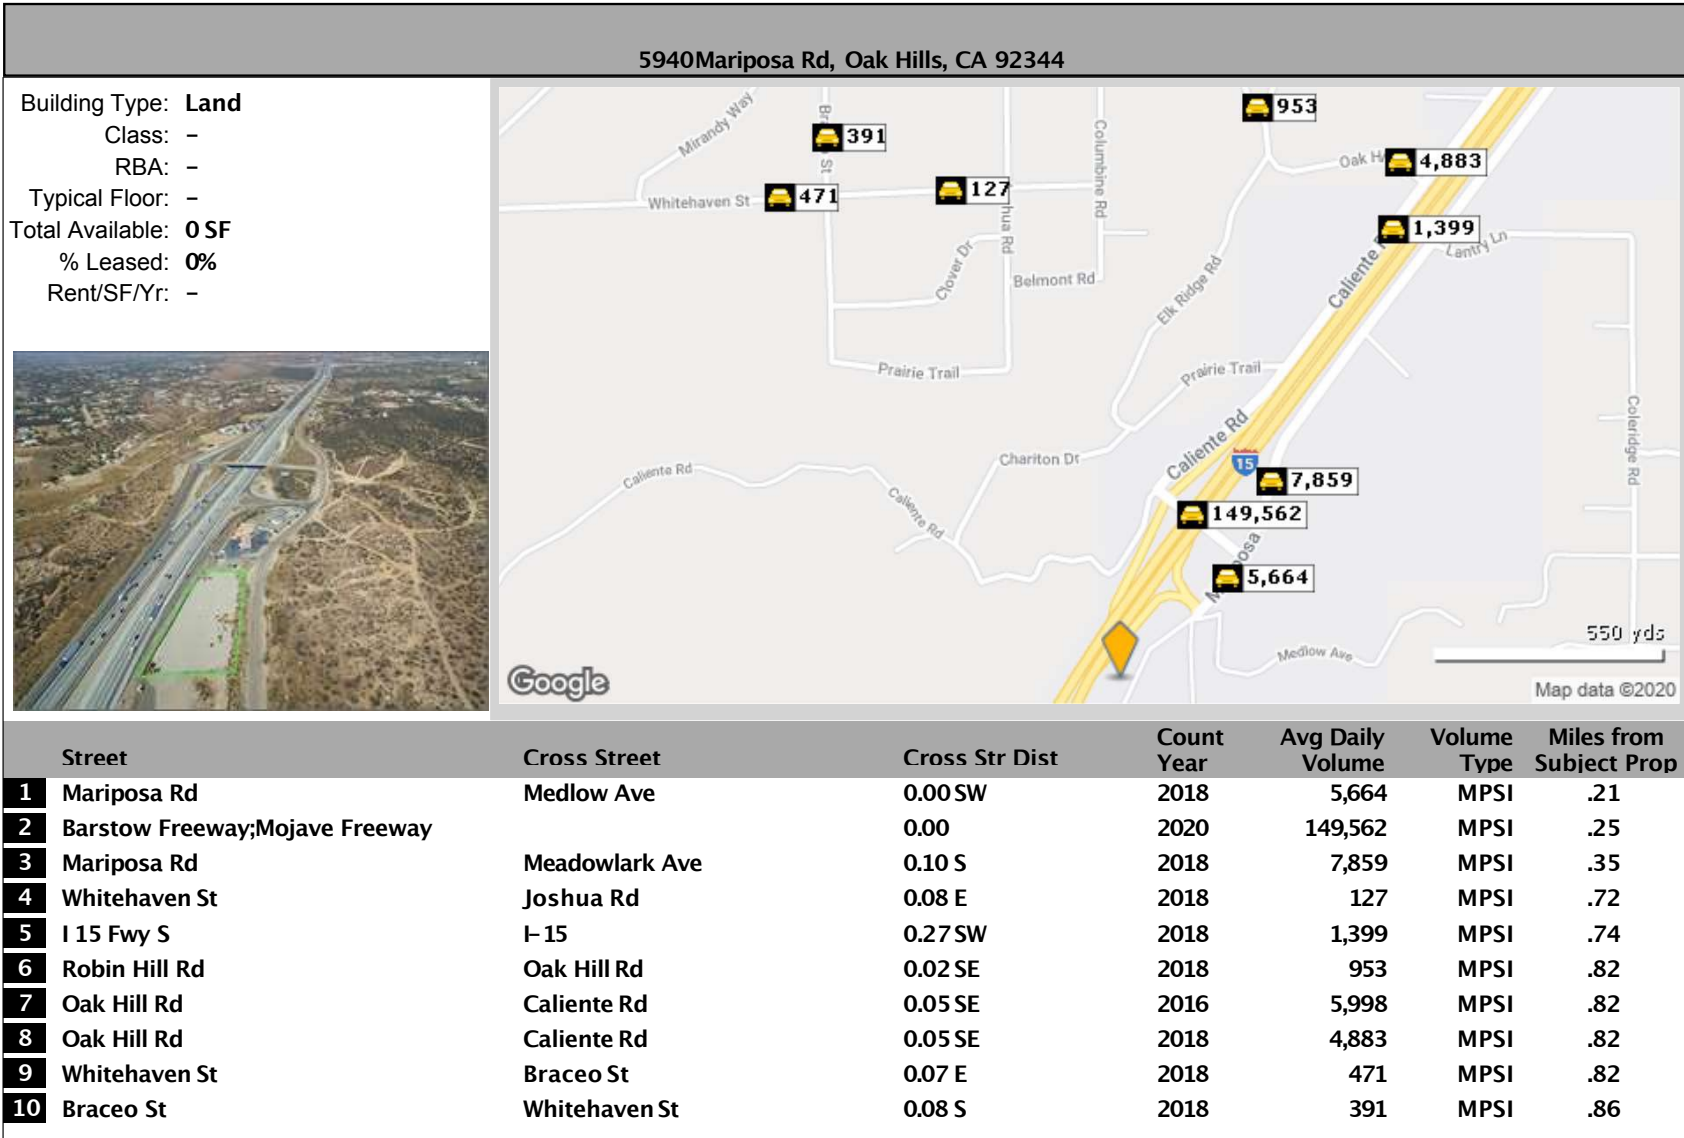 5940Mariposa Rd, Oak Hills, CA 92344
Building Type: Land
Class: –
RBA: –
Typical Floor: –
Total Available: 0 SF
% Leased: 0%
Rent/SF/Yr: –
Mirandy Way
391
953
Columbine Rd
4,883
Whitehaven St
471
127
1,399
Lantry Ln
Clover Dr
Belmont Rd
Elk Ridge Rd
Prairie Trail
Prairie Trail
Coleridge Rd
Caliente Rd
Chariton Dt
Caliente Rd
Caliente Rd
15
7,859
149,562
5,664
Medlow Ave
550 yds
Google
Map data ©2020
Street Cross Street Cross Str Dist Count Year Avg Daily Volume Volume Type Miles from Subject Prop
1 Mariposa Rd Medlow Ave 0.00 SW 2018 5,664 MPSI .21
2 Barstow Freeway;Mojave Freeway 0.00 2020 149,562 MPSI .25
3 Mariposa Rd Meadowlark Ave 0.10 S 2018 7,859 MPSI .35
4 Whitehaven St Joshua Rd 0.08 E 2018 127 MPSI .72
5 I 15 Fwy S I–15 0.27 SW 2018 1,399 MPSI .74
6 Robin Hill Rd Oak Hill Rd 0.02 SE 2018 953 MPSI .82
7 Oak Hill Rd Caliente Rd 0.05 SE 2016 5,998 MPSI .82
8 Oak Hill Rd Caliente Rd 0.05 SE 2018 4,883 MPSI .82
9 Whitehaven St Braceo St 0.07 E 2018 471 MPSI .82
10 Braceo St Whitehaven St 0.08 S 2018 391 MPSI .86